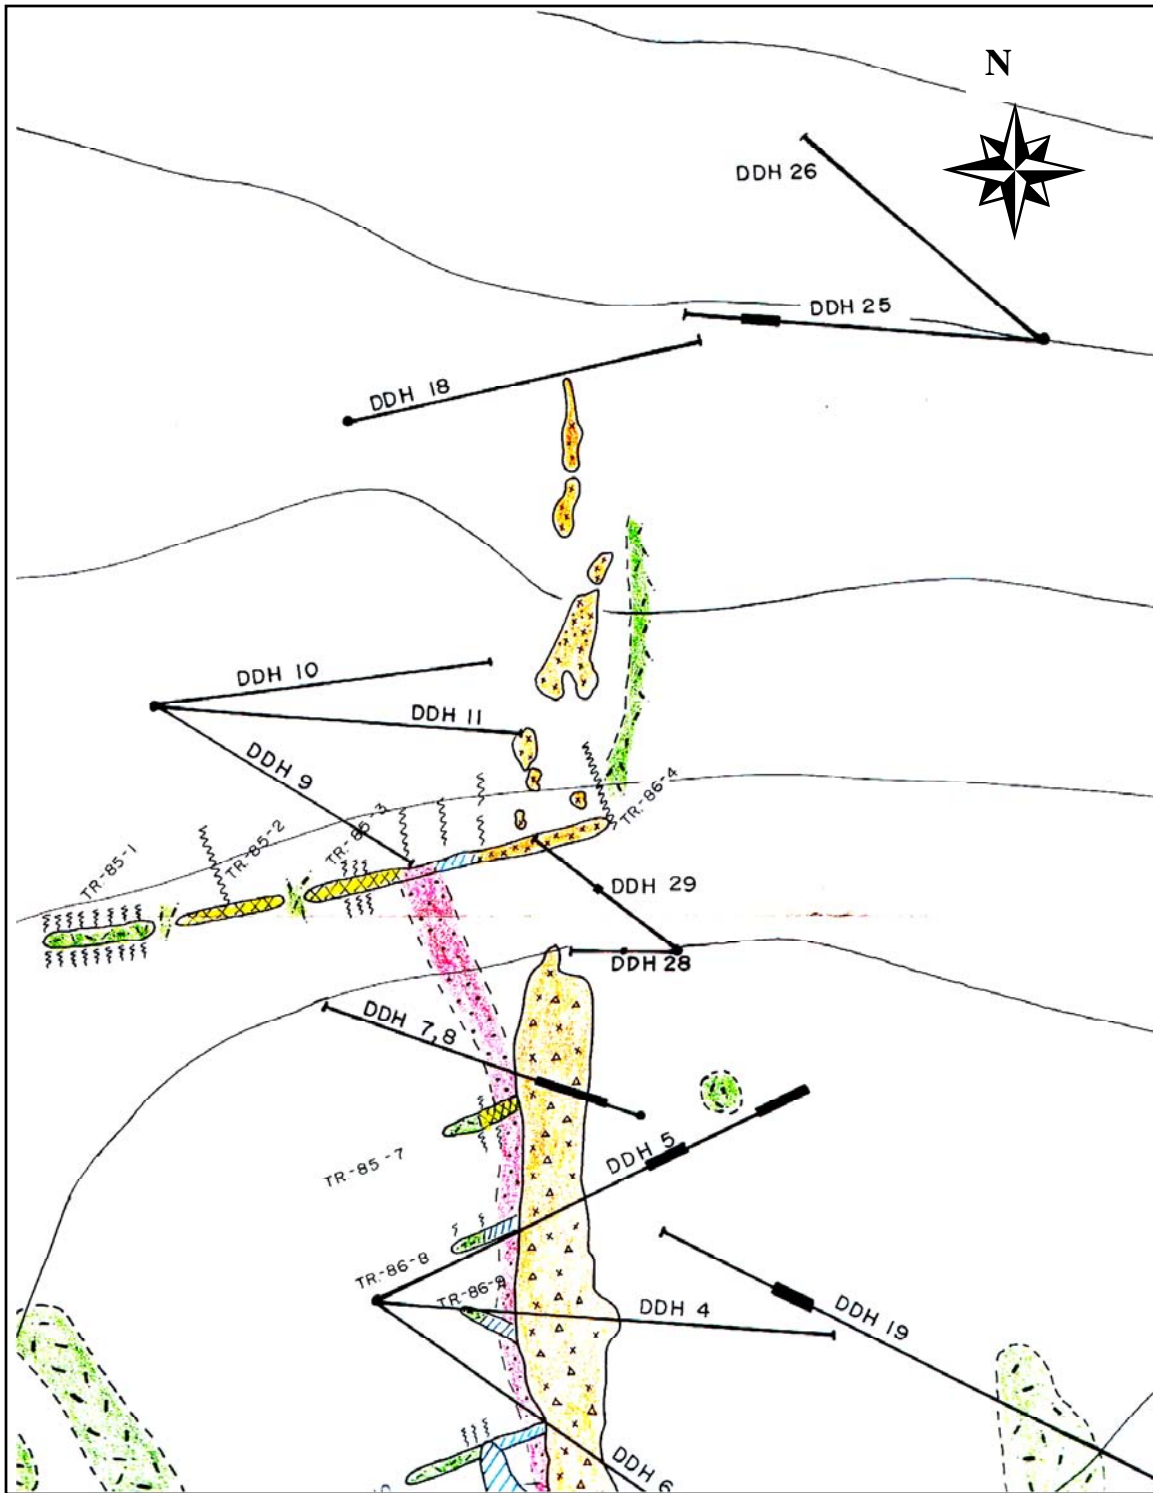 N
DDH 26
DDH 25
DDH 18
DDH 10
DDH 11
DDH 9
TR-86-4
TR-85-3
TR-85-2
TR-85-1
DDH 29
DDH 28
DDH 7,8
DDH 5
TR-85-7
TR-86-8
TR-86-9
DDH 4
DDH 19
DDH 6